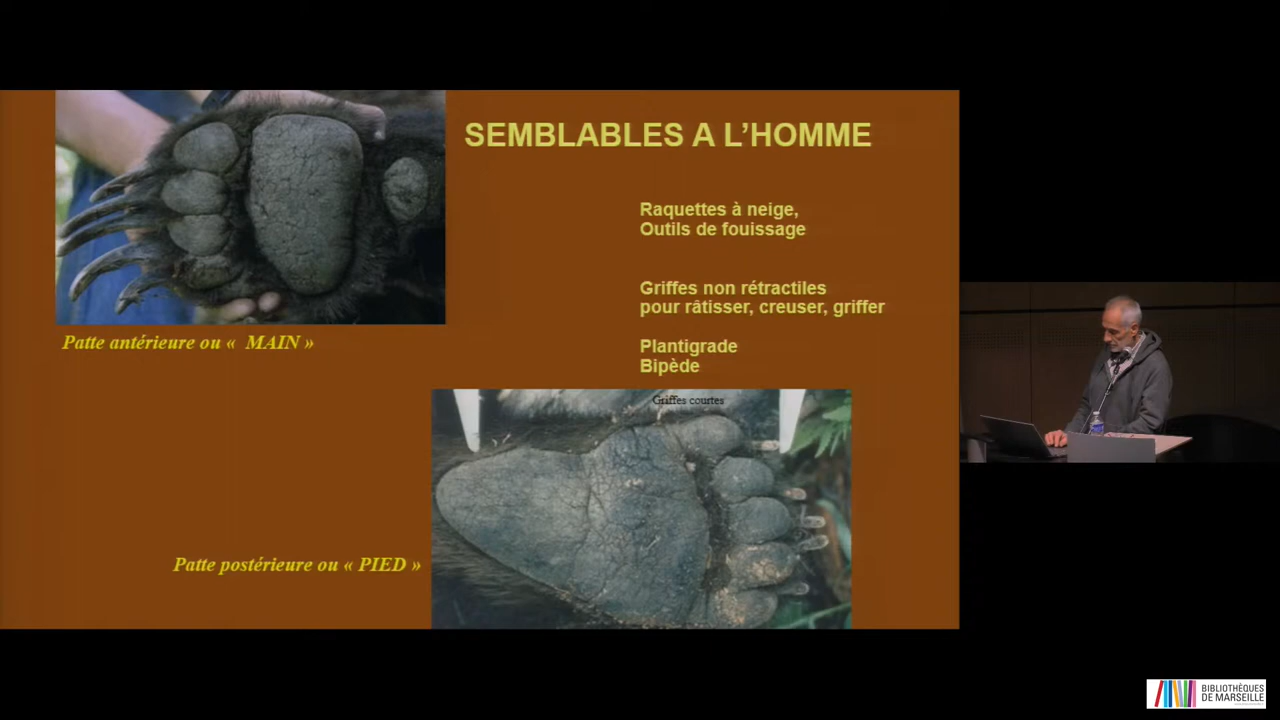 SEMBLABLES A L'HOMME
Raquettes à neige,
Outils de fouissage
Griffes non rétractiles
pour râtisser, creuser, griffer
Patte antérieure ou «  MAIN »
Plantigrade
Bipède
Griffes courtes
Patte postérieure ou « PIED »
BIBLIOTHÈQUES
DE MARSEILLE